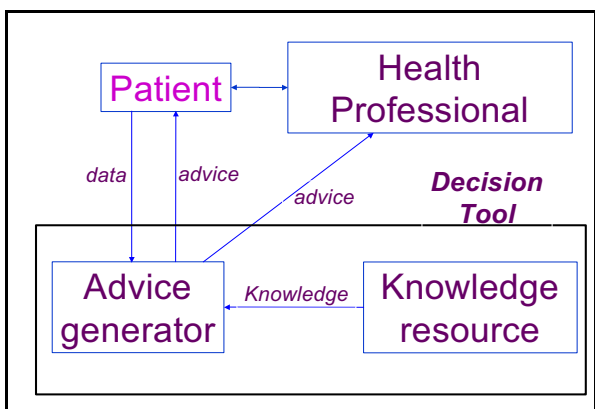 Patient
Health
Professional
data
advice
advice
Decision
Tool
Advice
generator
Knowledge
Knowledge
resource